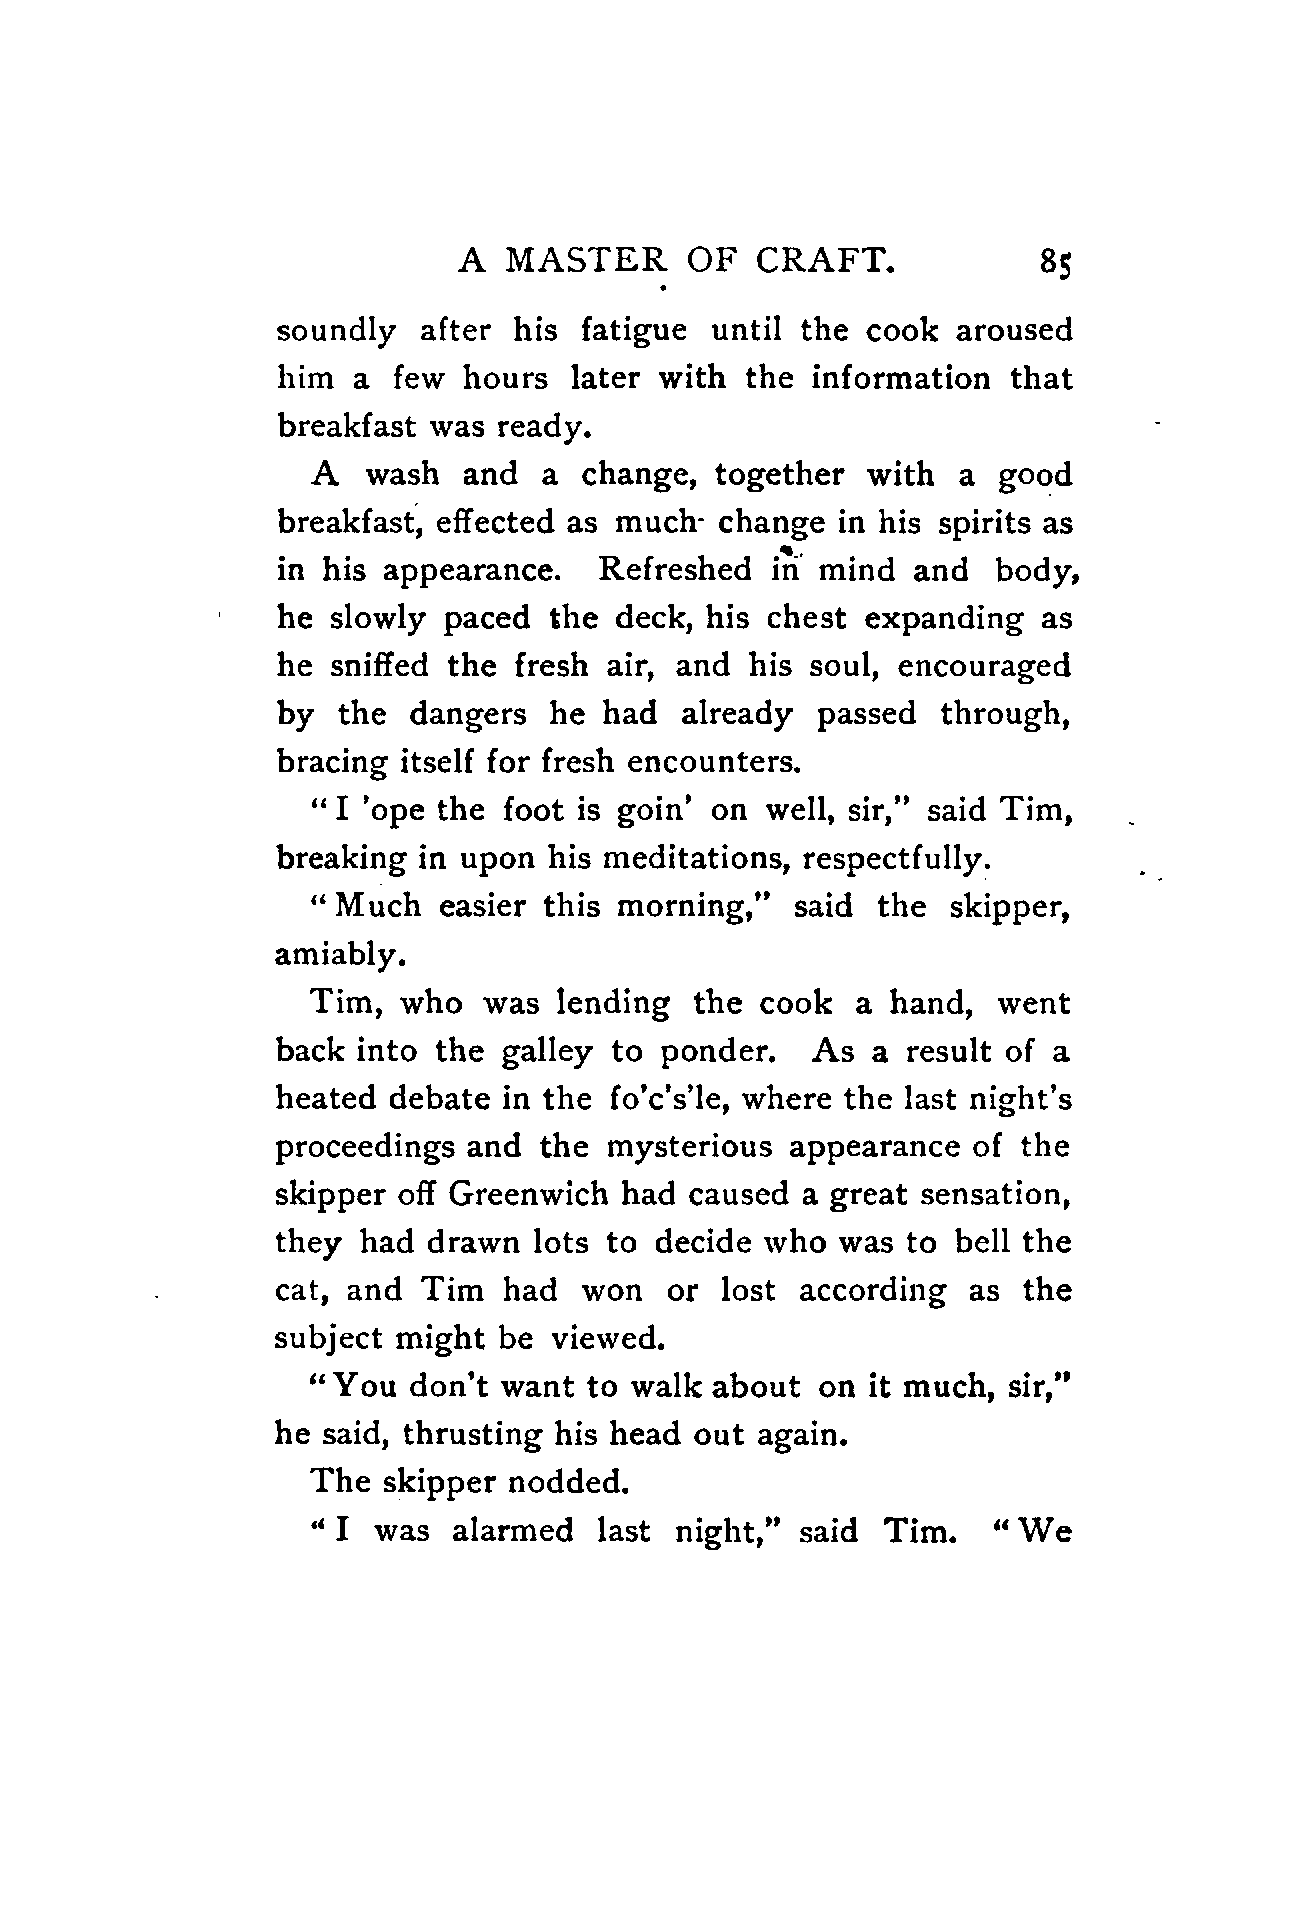 A MASTER OF CRAFT. 85
soundly after his fatigue until the cook aroused
him a few hours later with the information that
breakfast was ready.
A wash and a change, together with a good
breakfast, effected as much change in his spirits as
in his appearance. Refreshed in mind and body,
he slowly paced the deck, his chest expanding as
he sniffed the fresh air, and his soul, encouraged
by the dangers he had already passed through,
bracing itself for fresh encounters.
"I 'ope the foot is goin' on well, sir," said Tim,
breaking in upon his meditations, respectfully.
"Much easier this morning," said the skipper,
amiably.
Tim, who was lending the cook a hand, went
back into the galley to ponder. As a result of a
heated debate in the fo'c's'le, where the last night's
proceedings and the mysterious appearance of the
skipper off Greenwich had caused a great sensation,
they had drawn lots to decide who was to bell the
cat, and Tim had won or lost according as the
subject might be viewed.
"You don't want to walk about on it much, sir,"
he said, thrusting his head out again.
The skipper nodded.
"I was alarmed last night," said Tim. "We